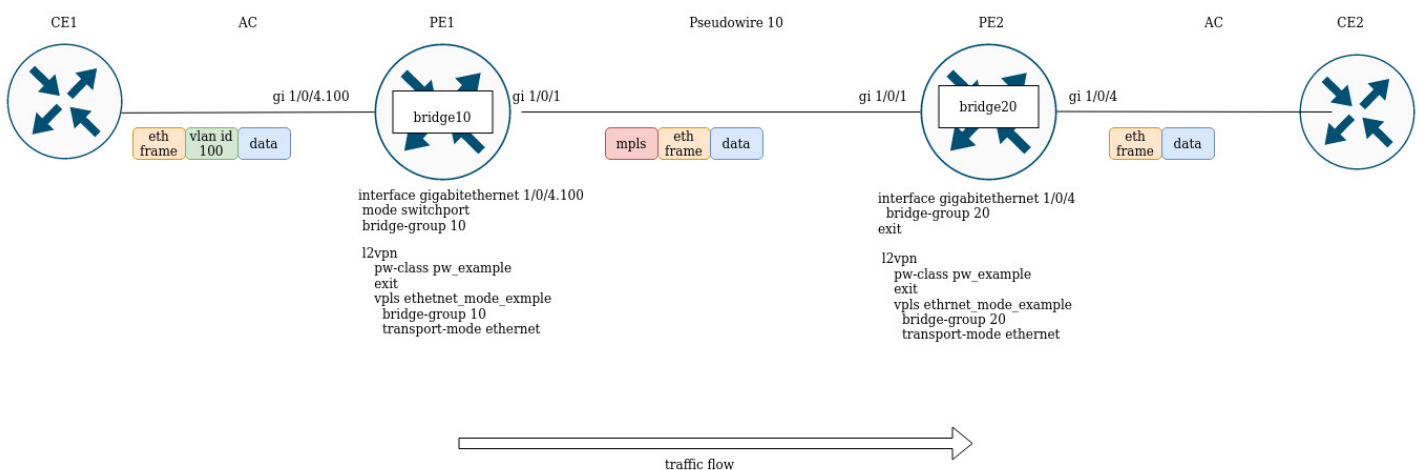 CE1
AC
PE1
Pseudowire 10
PE2
AC
CE2
gi 1/0/4.100
gi 1/0/1
gi 1/0/1
gi 1/0/4
bridge10
bridge20
eth
frame
vlan id
100
data
mpls
eth
frame
data
eth
frame
data
interface gigabitethernet 1/0/4.100
mode switchport
bridge-group 10
l2vpn
pw-class pw_example
exit
vpls ethetnet_mode_exmple
bridge-group 10
transport-mode ethernet
interface gigabitethernet 1/0/4
bridge-group 20
exit
l2vpn
pw-class pw_example
exit
vpls ethrnet_mode_example
bridge-group 20
transport-mode ethernet
traffic flow